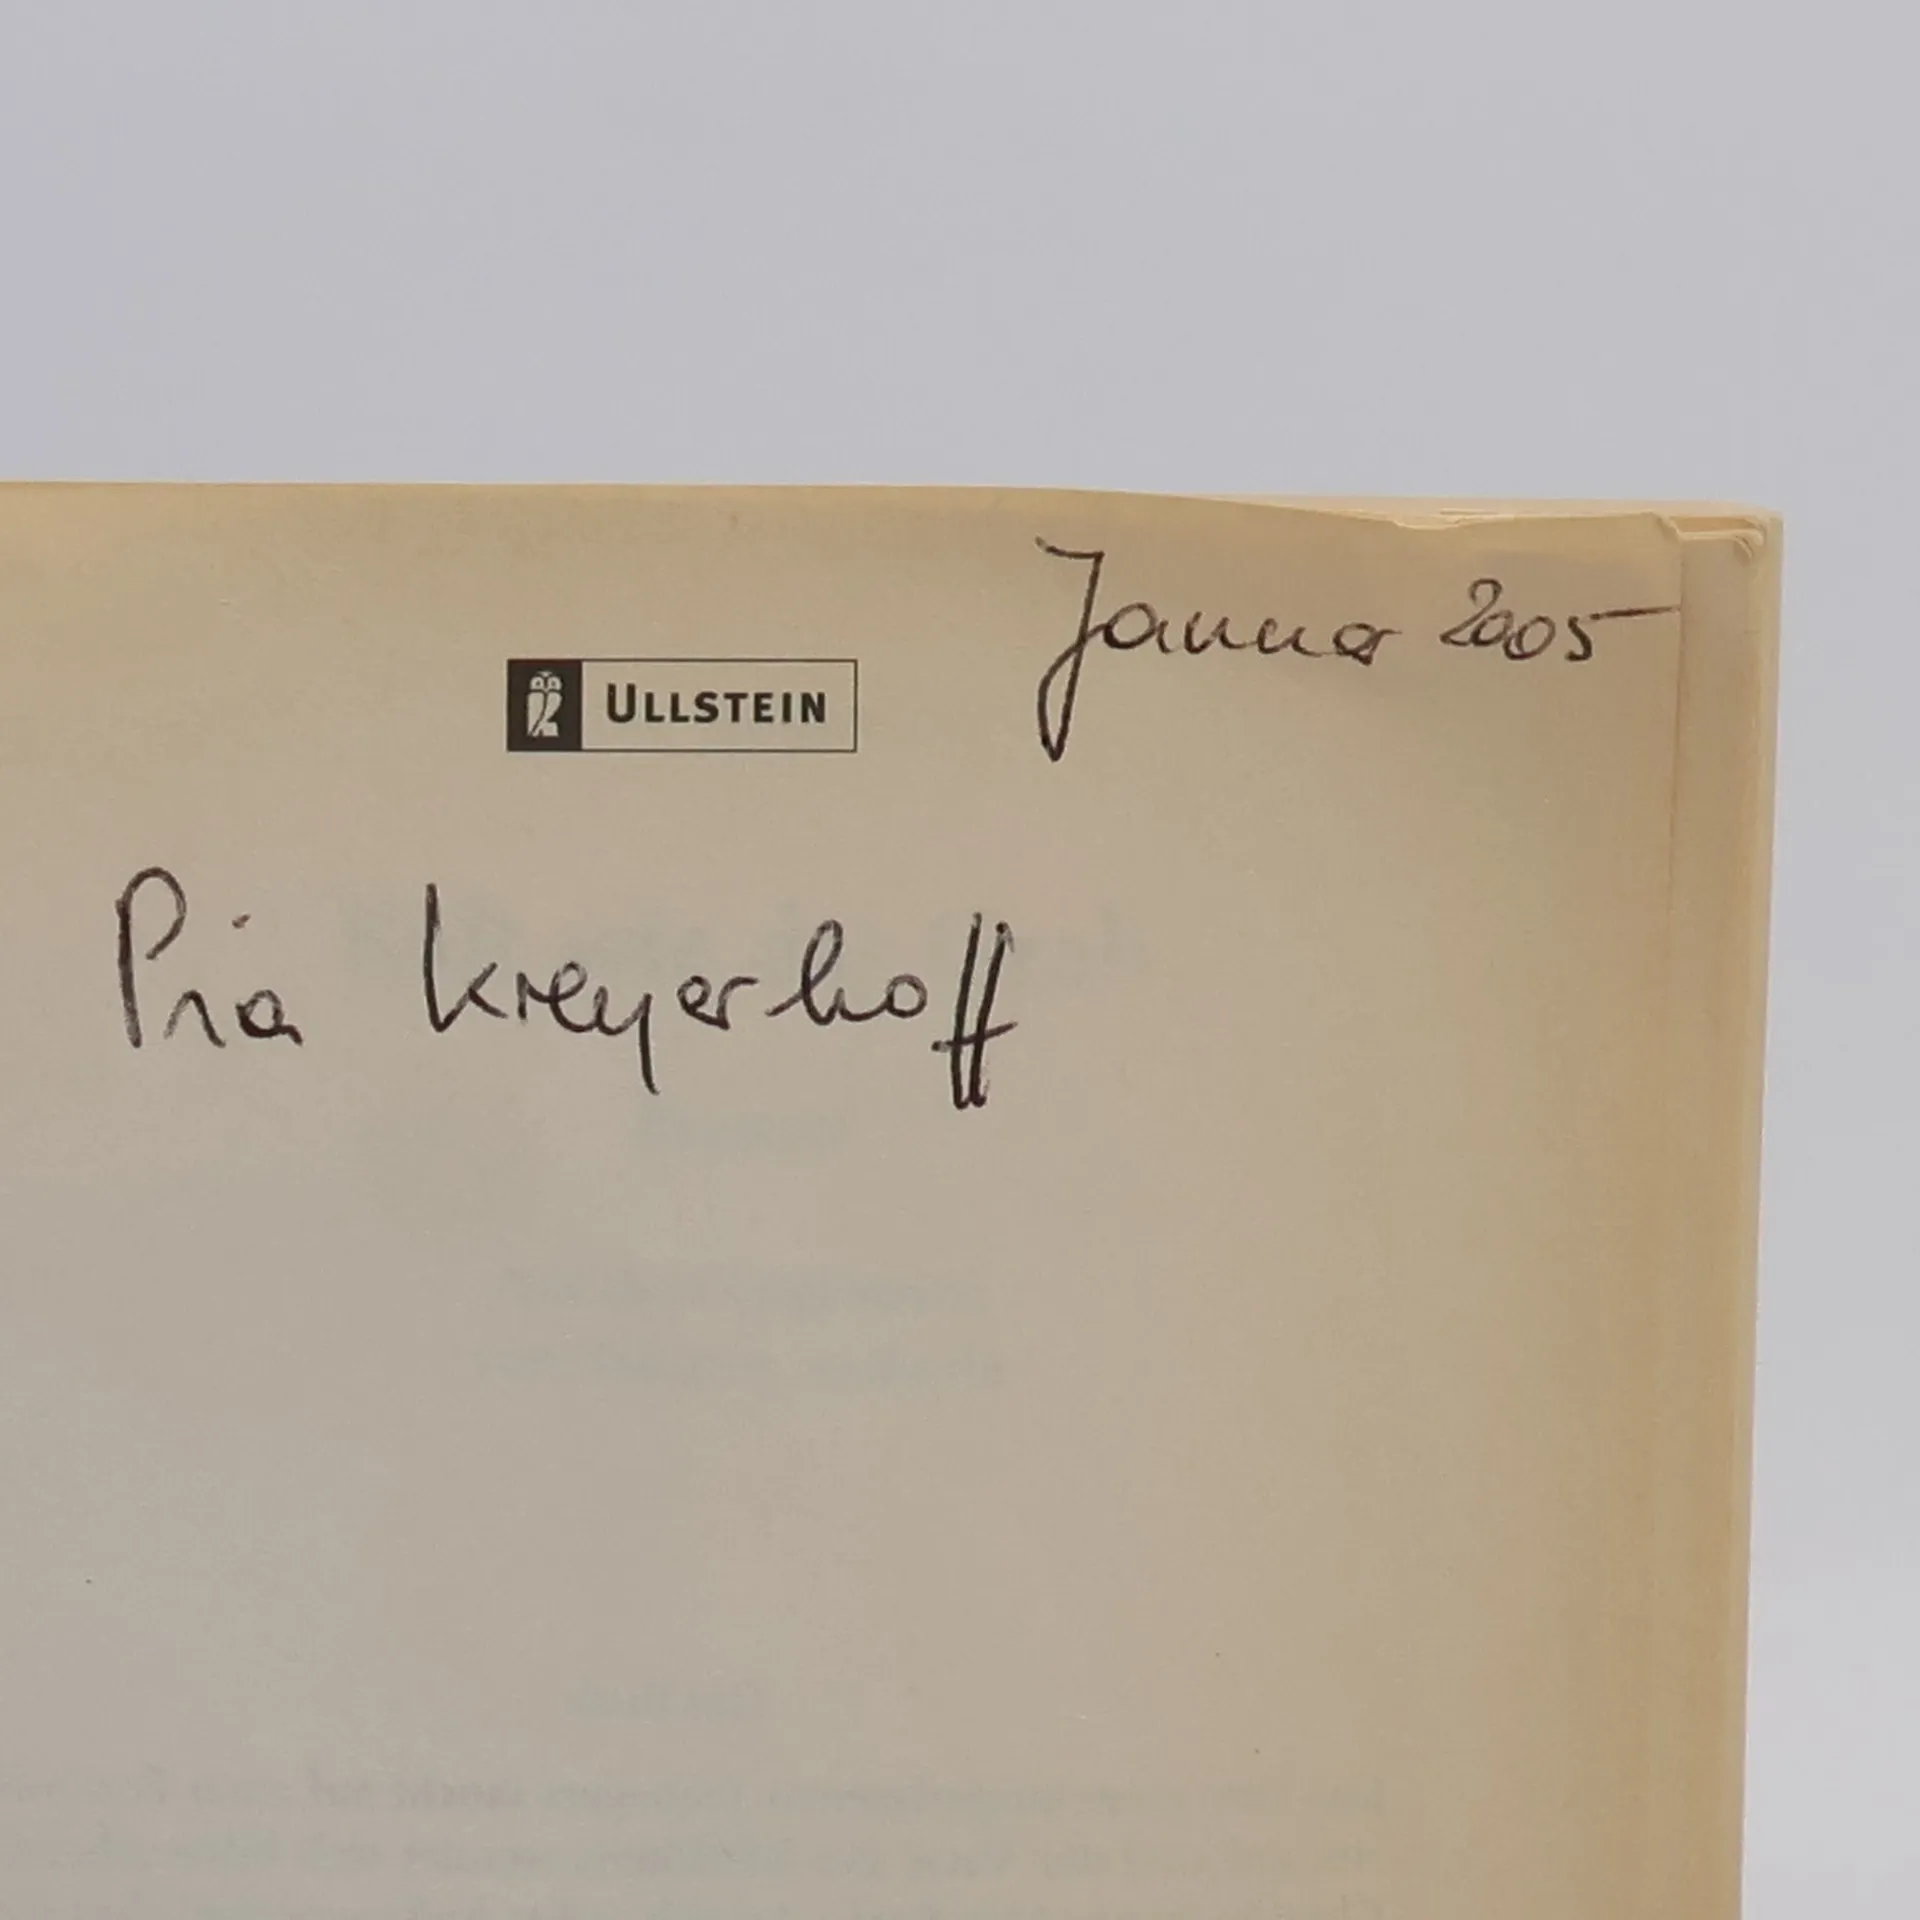 Januar 2005
ULLSTEIN
Pia Kreyerhoff